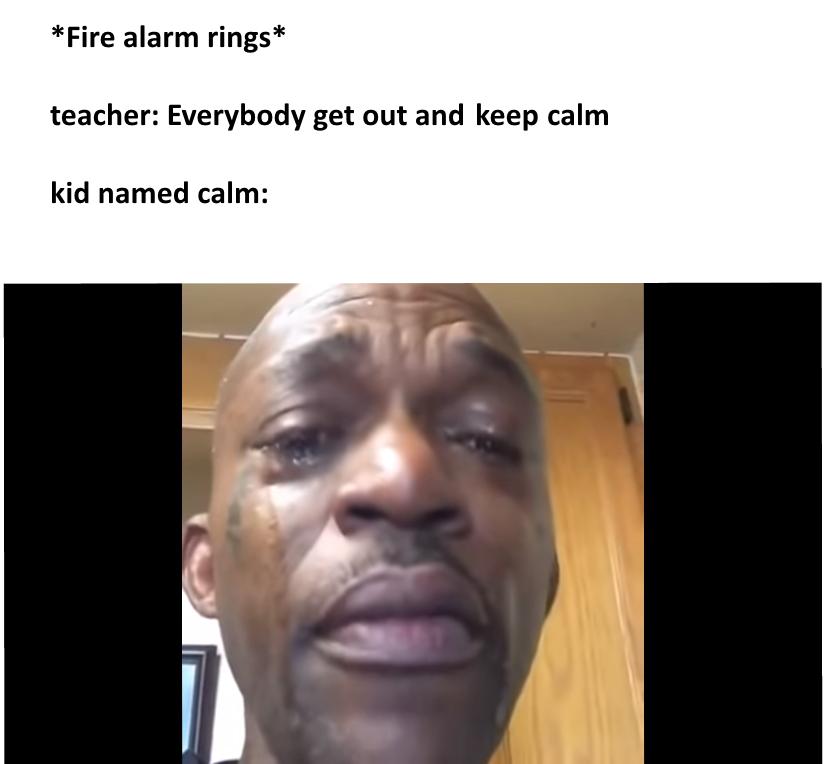 *Fire alarm rings*
teacher: Everybody get out and keep calm
kid named calm: